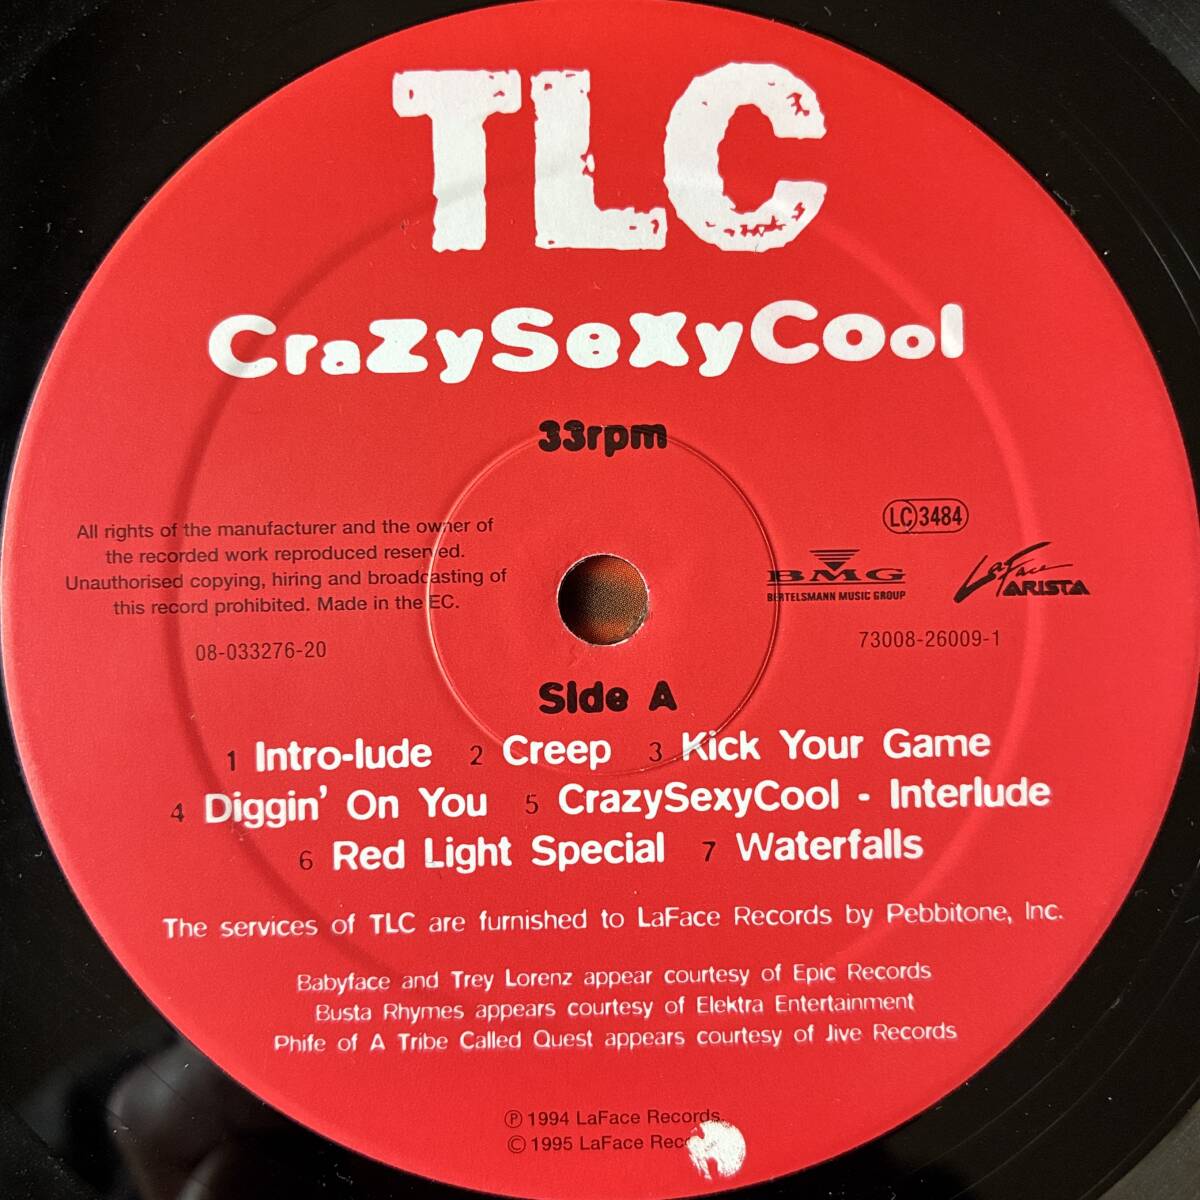 TLC
CrazySexyCool
33rpm
All rights of the manufacturer and the owner of
the recorded work reproduced reserved.
Unauthorised copying, hiring and broadcasting of
this record prohibited. Made in the EC.
08-033276-20
LC 3484
BMG
BERTELSMANN MUSIC GROUP
LaFace
ARISTA
73008-26009-1
Side A
1 Intro-lude 2 Creep 3 Kick Your Game
4 Diggin' On You 5 CrazySexyCool - Interlude
6 Red Light Special 7 Waterfalls
The services of TLC are furnished to LaFace Records by Pebbitone, Inc.
Babyface and Trey Lorenz appear courtesy of Epic Records
Busta Rhymes appears courtesy of Elektra Entertainment
Phife of A Tribe Called Quest appears courtesy of Jive Records
℗ 1994 LaFace Records.
© 1995 LaFace